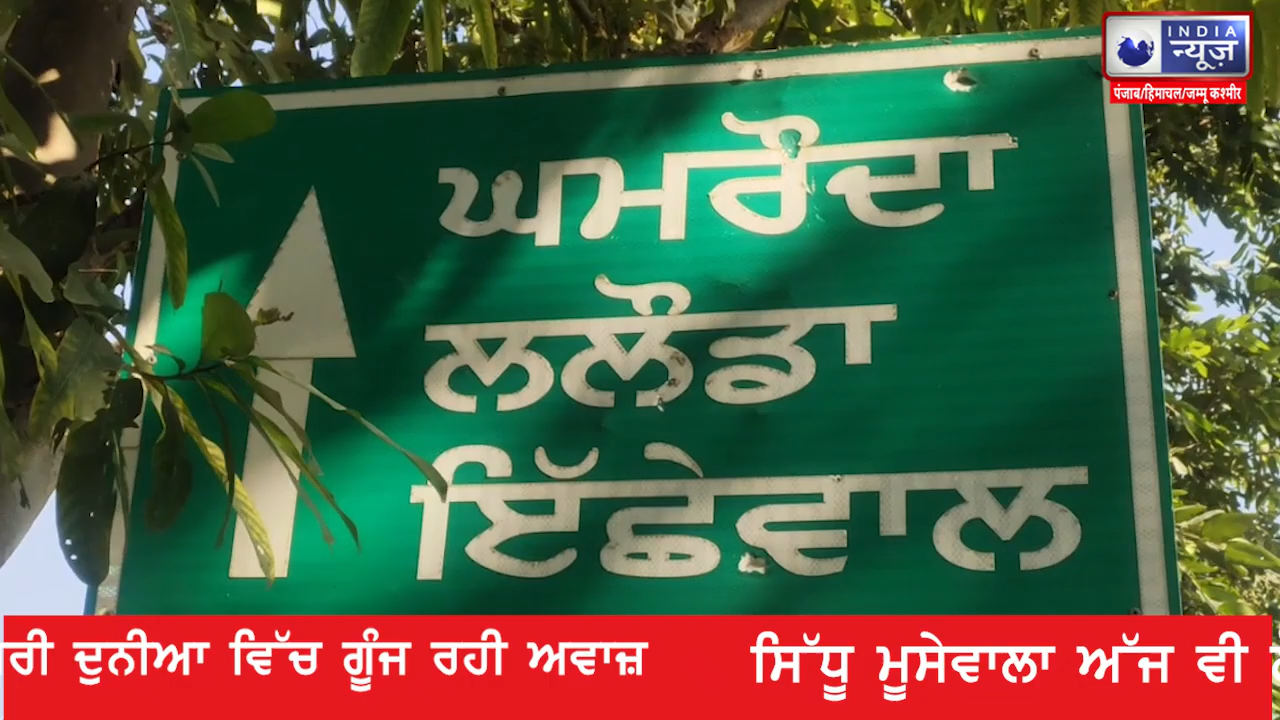 INDIA
न्यूज़
पंजाब/हिमाचल/जम्मू कश्मीर
ਘਮਰੌਦਾ
ਲਲੌਡਾ
ਇੱਛੇਵਾਲ
ਦੁਨੀਆ ਵਿੱਚ ਗੂੰਜ ਰਹੀ ਅਵਾਜ਼ ਸਿੱਧੂ ਮੂਸੇਵਾਲਾ ਅੱਜ ਵੀ